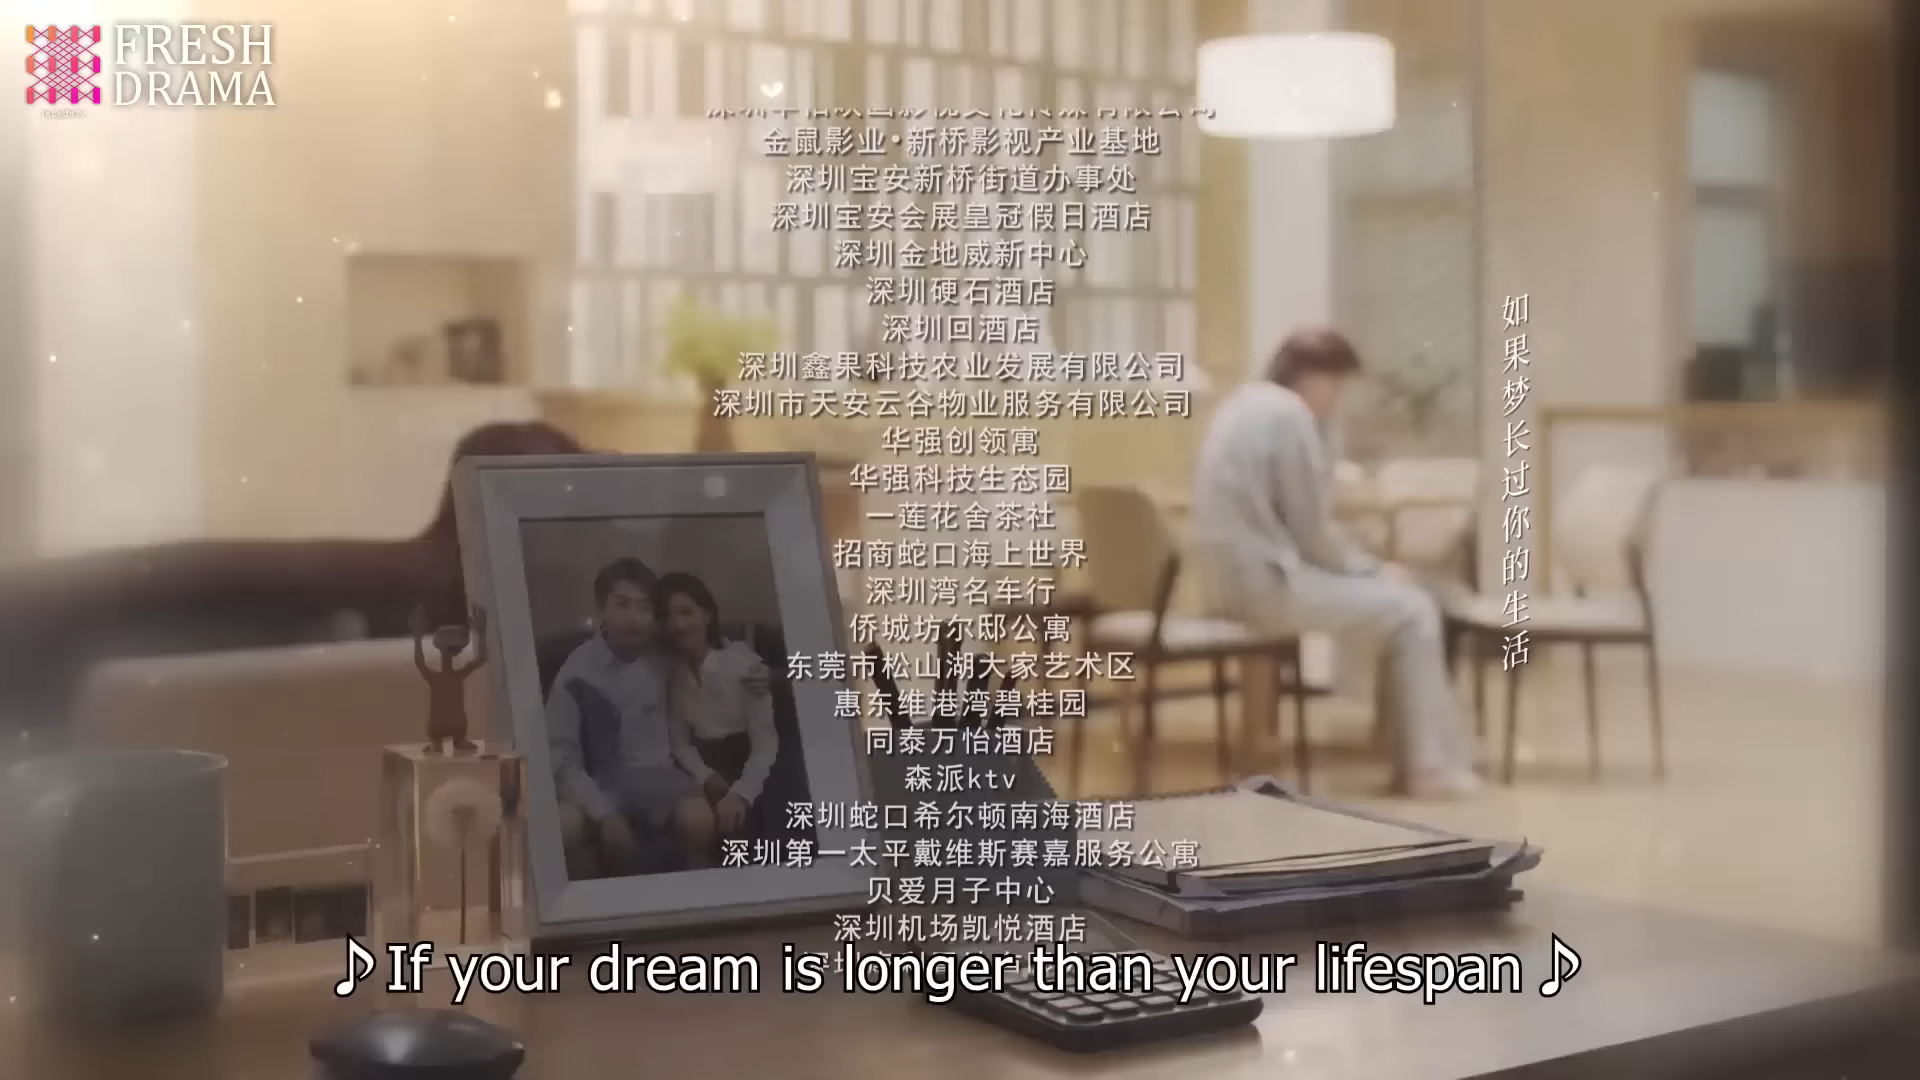 FRESH
DRAMA
金鼠影业·新桥影视产业基地
深圳宝安新桥街道办事处
深圳宝安会展皇冠假日酒店
深圳金地威新中心
深圳硬石酒店
深圳回酒店
深圳鑫果科技农业发展有限公司
深圳市天安云谷物业服务有限公司
华强创领寓
华强科技生态园
一莲花舍茶社
招商蛇口海上世界
深圳湾名车行
侨城坊尔邸公寓
东莞市松山湖大家艺术区
惠东维港湾碧桂园
同泰万怡酒店
森派ktv
深圳蛇口希尔顿南海酒店
深圳第一太平戴维斯赛嘉服务公寓
贝爱月子中心
深圳机场凯悦酒店
如果梦长过你的生活
♪If your dream is longer than your lifespan♪